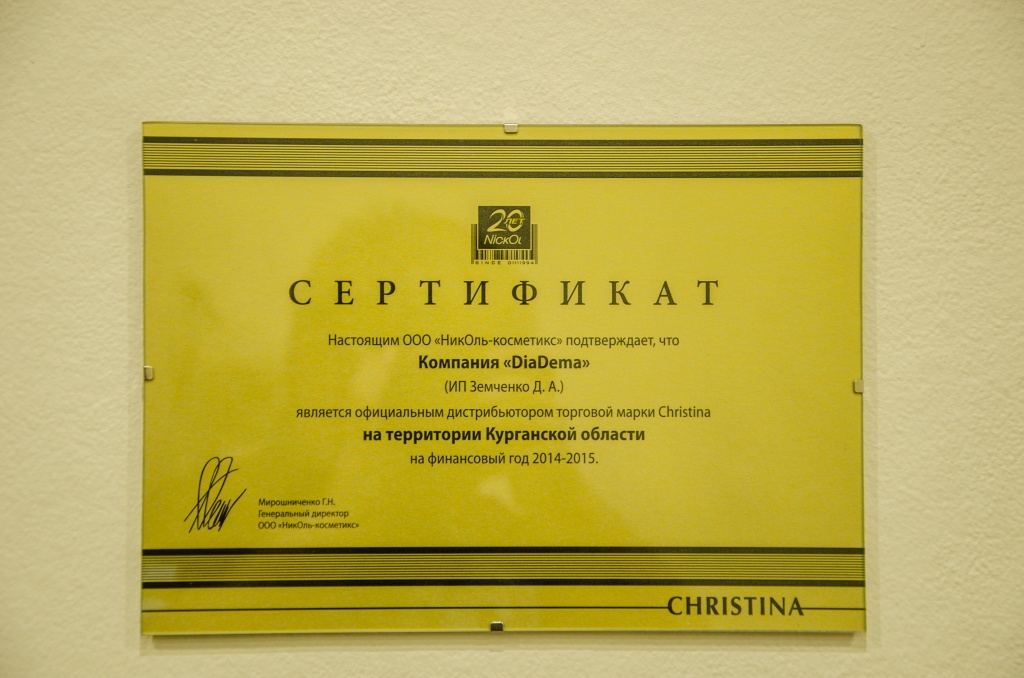 20 ЛЕТ
NicкOL
SINCE 01111994
СЕРТИФИКАТ
Настоящим ООО «НикОль-косметикс» подтверждает, что
Компания «DiaDema»
(ИП Земченко Д. А.)
является официальным дистрибьютором торговой марки Christina
на территории Курганской области
на финансовый год 2014-2015.
Мирошниченко Г.Н.
Генеральный директор
ООО «НикОль-косметикс»
CHRISTINA